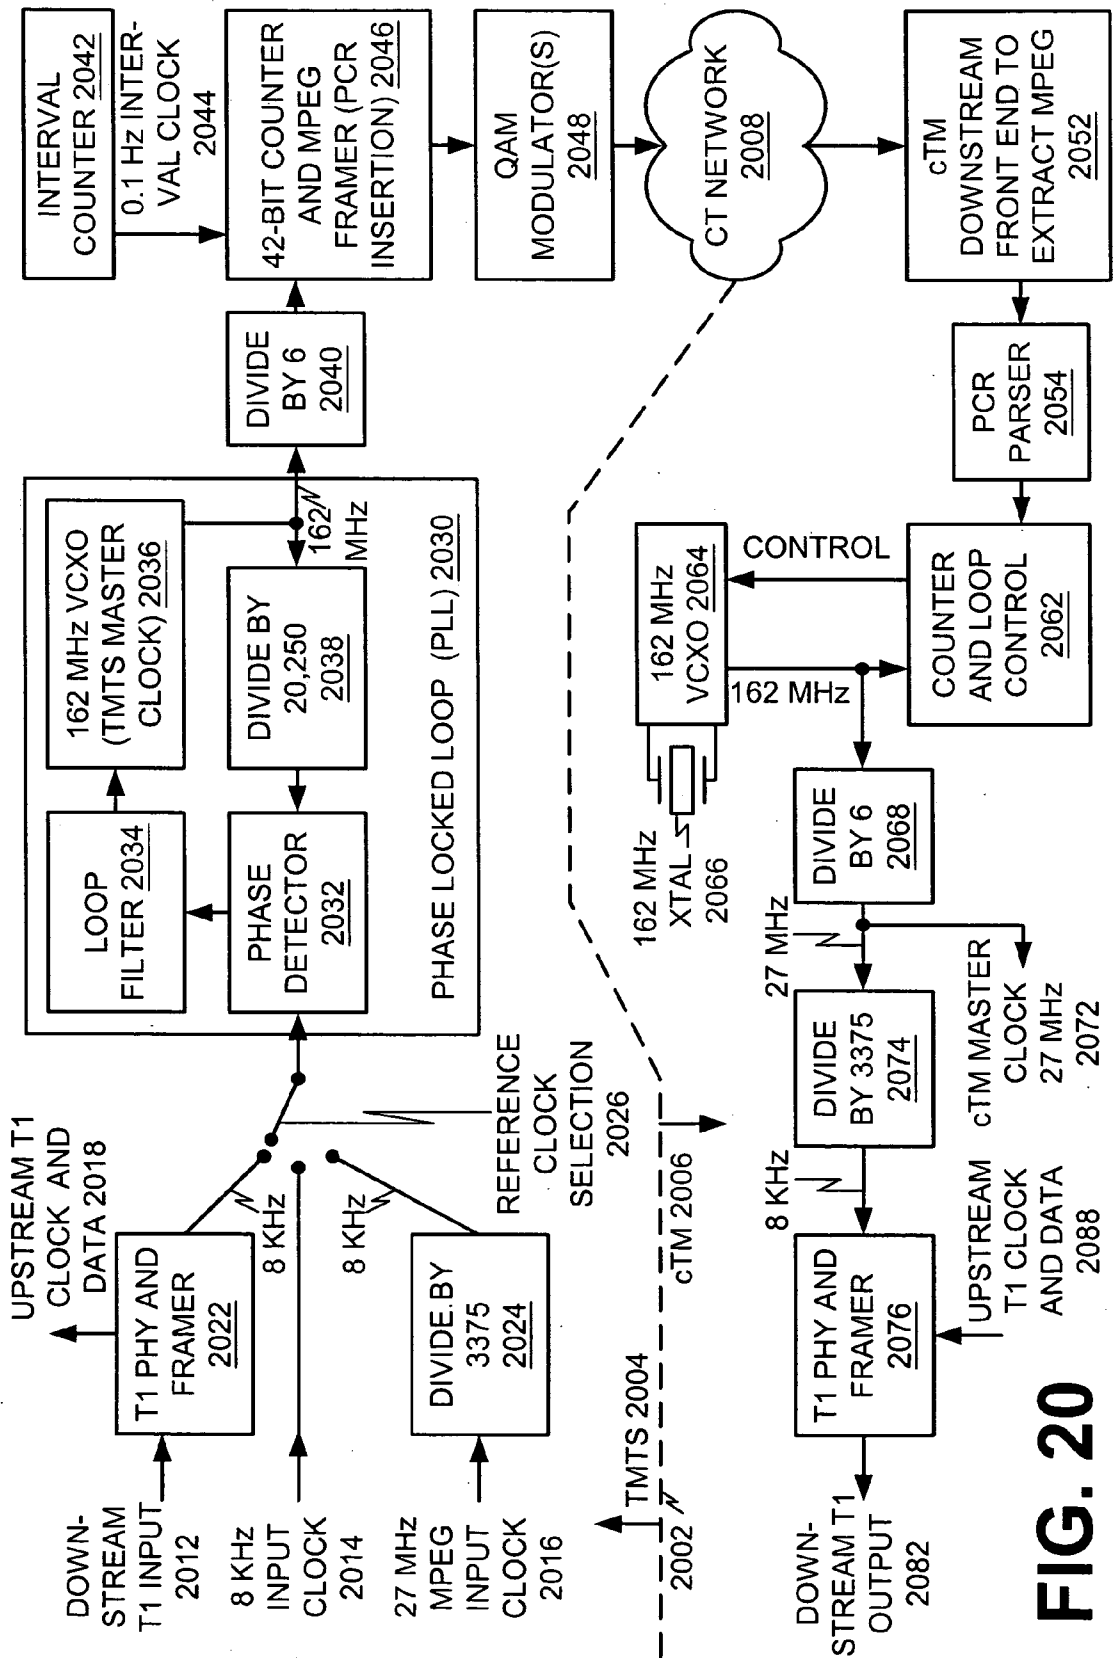 DOWN-
STREAM
T1 INPUT
2012
8 KHz
INPUT
CLOCK
2014
27 MHz
MPEG
INPUT
CLOCK
2016
UPSTREAM T1
CLOCK AND
DATA 2018
T1 PHY AND
FRAMER
2022
DIVIDE.BY
3375
2024
8 KHz
8 KHz
REFERENCE
CLOCK
SELECTION
2026
LOOP
FILTER 2034
PHASE
DETECTOR
2032
162 MHz VCXO
(TMTS MASTER
CLOCK) 2036
DIVIDE BY
20,250
2038
162
MHz
PHASE LOCKED LOOP (PLL) 2030
DIVIDE
BY 6
2040
INTERVAL
COUNTER 2042
0.1 Hz INTER-
VAL CLOCK
2044
42-BIT COUNTER
AND MPEG
FRAMER (PCR
INSERTION) 2046
QAM
MODULATOR(S)
2048
CT NETWORK
2008
TMTS 2004
2002
cTM 2006
cTM
DOWNSTREAM
FRONT END TO
EXTRACT MPEG
2052
PCR
PARSER
2054
COUNTER
AND LOOP
CONTROL
2062
CONTROL
162 MHz
VCXO 2064
162 MHz
162 MHz
XTAL
2066
DIVIDE
BY 6
2068
27 MHz
cTM MASTER
CLOCK
27 MHz
2072
DIVIDE
BY 3375
2074
8 KHz
T1 PHY AND
FRAMER
2076
UPSTREAM
T1 CLOCK
AND DATA
2088
DOWN-
STREAM T1
OUTPUT
2082
FIG. 20